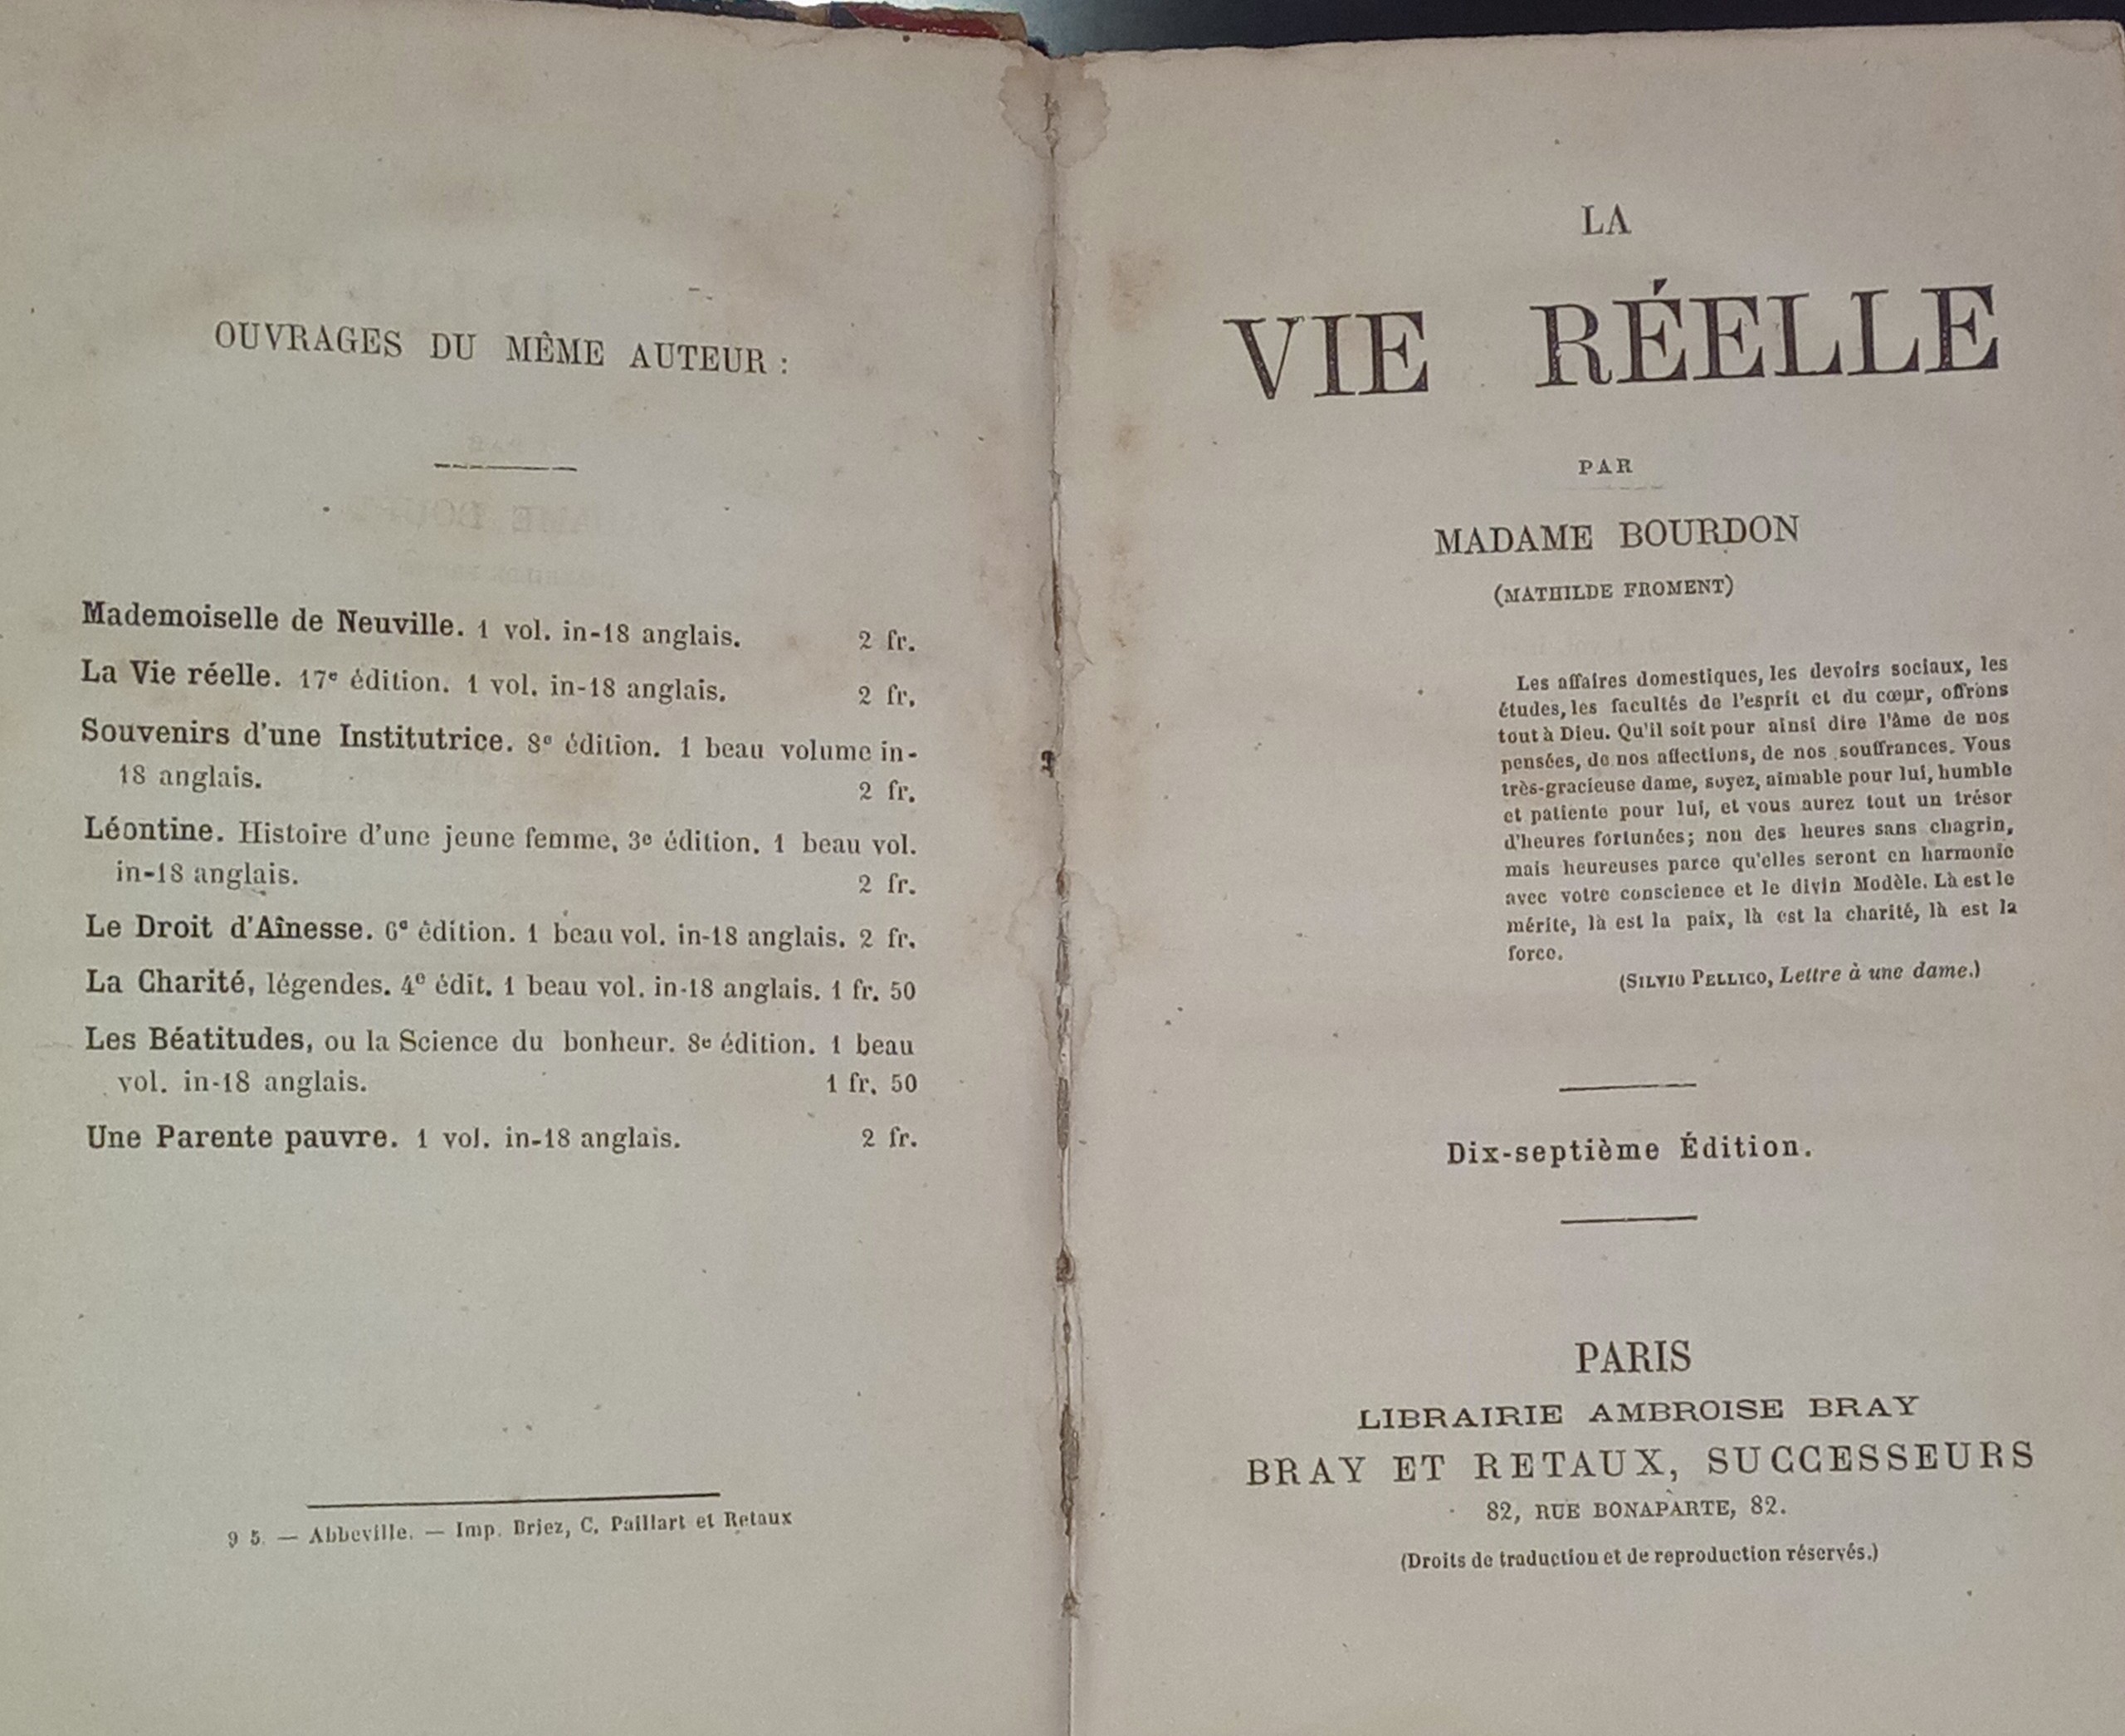 OUVRAGES DU MÊME AUTEUR :
Mademoiselle de Neuville. 1 vol. in-18 anglais. 2 fr.
La Vie réelle. 17e édition. 1 vol. in-18 anglais. 2 fr.
Souvenirs d'une Institutrice. 8e édition. 1 beau volume in-
18 anglais. 2 fr.
Léontine. Histoire d'une jeune femme, 3e édition. 1 beau vol.
in-18 anglais. 2 fr.
Le Droit d'Aînesse. 6e édition. 1 beau vol. in-18 anglais. 2 fr.
La Charité, légendes. 4e édit. 1 beau vol. in-18 anglais. 1 fr. 50
Les Béatitudes, ou la Science du bonheur. 8e édition. 1 beau
vol. in-18 anglais. 1 fr. 50
Une Parente pauvre. 1 vol. in-18 anglais. 2 fr.
9 5. — Abbeville. — Imp. Briez, C. Paillart et Retaux
LA
VIE RÉELLE
PAR
MADAME BOURDON
(MATHILDE FROMENT)
Les affaires domestiques, les devoirs sociaux, les
études, les facultés de l'esprit et du cœur, offrons
tout à Dieu. Qu'il soit pour ainsi dire l'âme de nos
pensées, de nos affections, de nos souffrances. Vous
très-gracieuse dame, soyez, aimable pour lui, humble
et patiente pour lui, et vous aurez tout un trésor
d'heures fortunées; non des heures sans chagrin,
mais heureuses parce qu'elles seront en harmonie
avec votre conscience et le divin Modèle. Là est le
mérite, là est la paix, là est la charité, là est la
force.
(SILVIO PELLICO, Lettre à une dame.)
Dix-septième Édition.
PARIS
LIBRAIRIE AMBROISE BRAY
BRAY ET RETAUX, SUCCESSEURS
82, RUE BONAPARTE, 82.
(Droits de traduction et de reproduction réservés.)